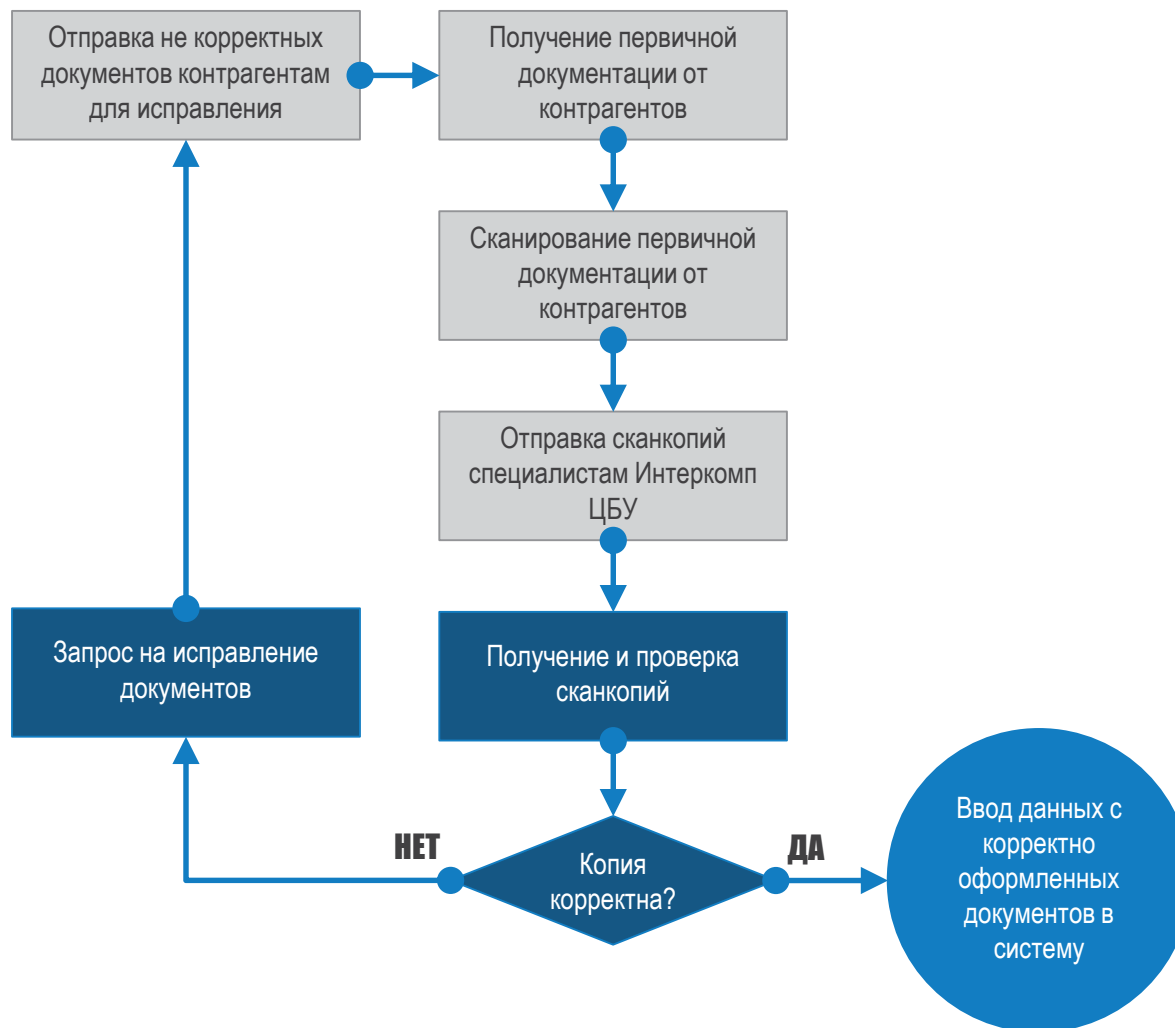 Отправка не корректных
документов контрагентам
для исправления
Получение первичной
документации от
контрагентов
Сканирование первичной
документации от
контрагентов
Отправка сканкопий
специалистам Интеркомп
ЦБУ
Запрос на исправление
документов
Получение и проверка
сканкопий
НЕТ
Копия
корректна?
ДА
Ввод данных с
корректно
оформленных
документов в
систему